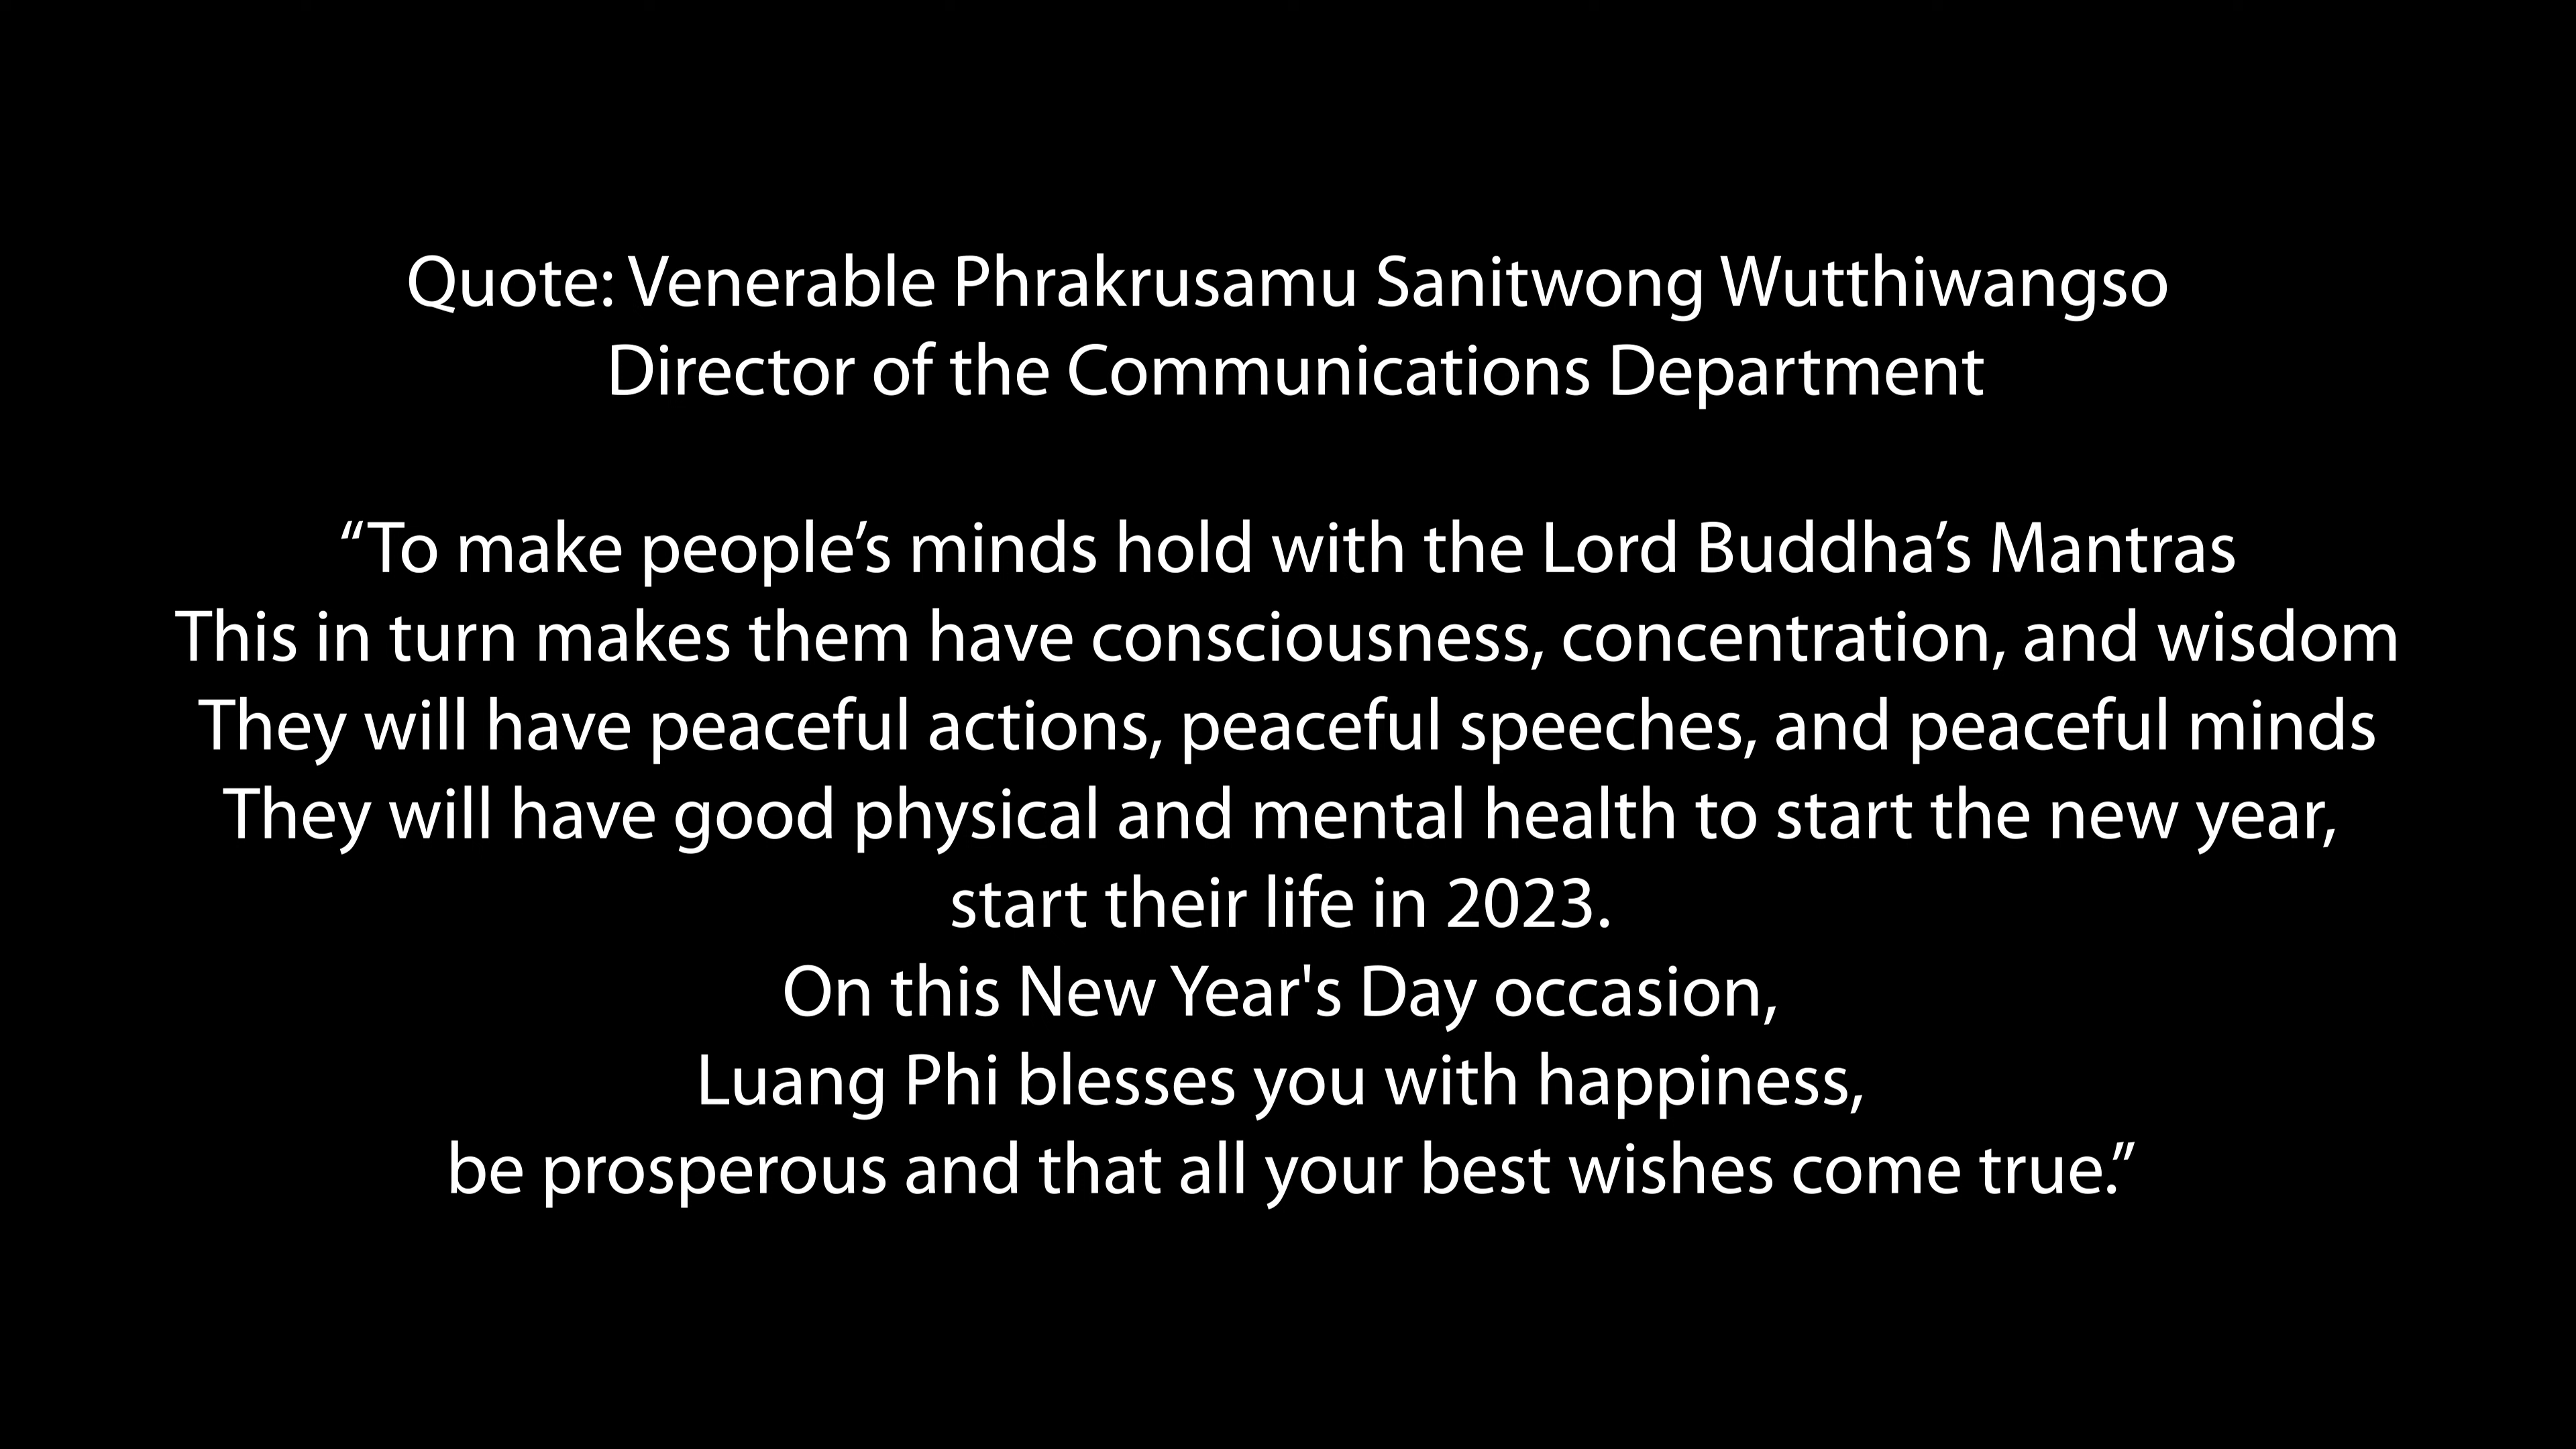 Quote: Venerable Phrakrusamu Sanitwong Wutthiwangso
Director of the Communications Department
“To make people’s minds hold with the Lord Buddha’s Mantras
This in turn makes them have consciousness, concentration, and wisdom
They will have peaceful actions, peaceful speeches, and peaceful minds
They will have good physical and mental health to start the new year,
start their life in 2023.
On this New Year's Day occasion,
Luang Phi blesses you with happiness,
be prosperous and that all your best wishes come true.”